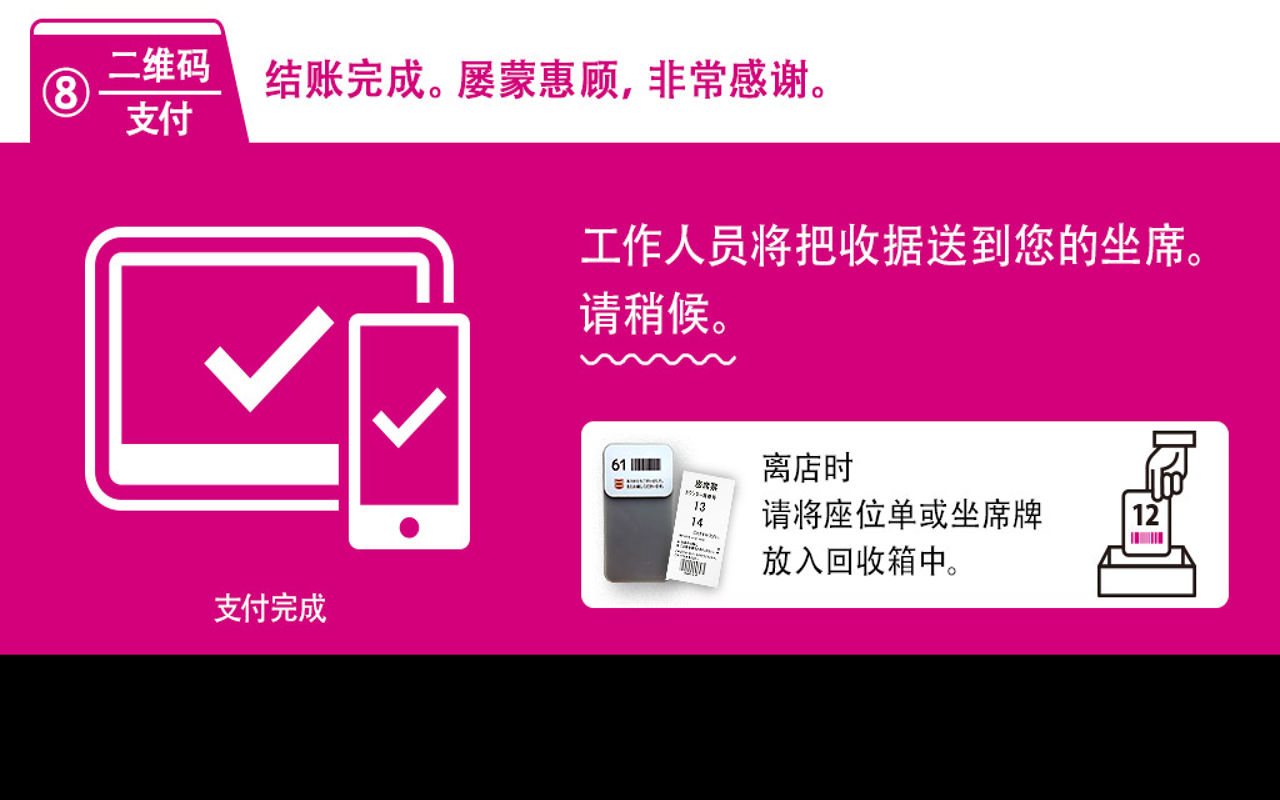 ⑧ 二维码
支付
结账完成。屡蒙惠顾，非常感谢。
工作人员将把收据送到您的坐席。
请稍候。
支付完成
61
座席票
13
14
离店时
请将座位单或坐席牌
放入回收箱中。
12